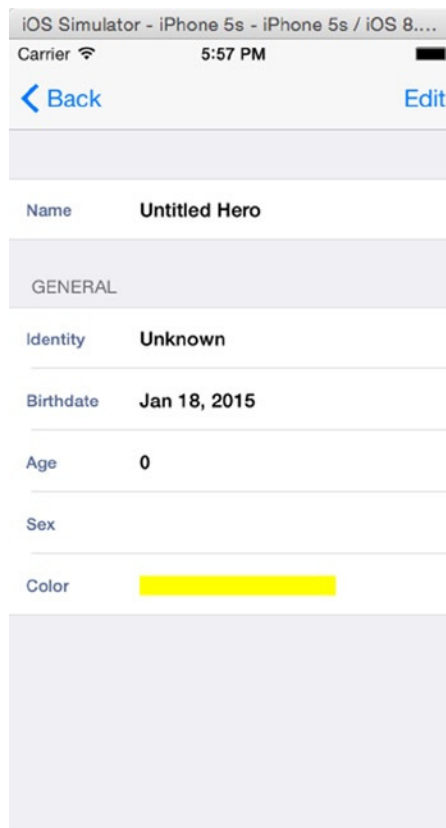 iOS Simulator - iPhone 5s - iPhone 5s / iOS 8....
Carrier 5:57 PM
Back Edit
Name Untitled Hero
GENERAL
Identity Unknown
Birthdate Jan 18, 2015
Age 0
Sex
Color